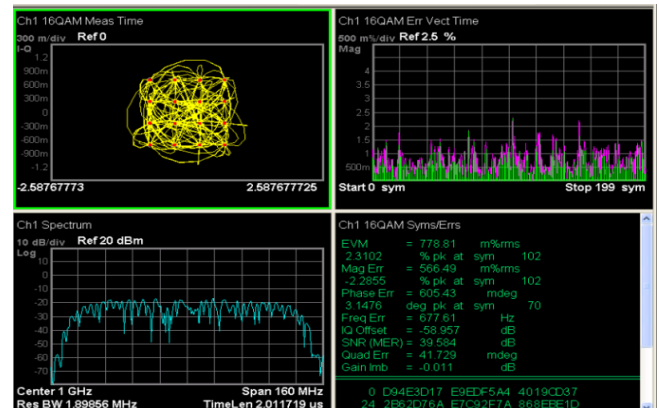 Ch1 16QAM Meas Time
300 m/div Ref 0
I-Q
1.2
900m
600m
300m
0
-300m
-600m
-900m
-1.2
-2.58767773 2.587677725
Ch1 16QAM Err Vect Time
500 m%/div Ref 2.5 %
Mag
4
3.5
3
2.5
2
1.5
500m
Start 0 sym Stop 199 sym
Ch1 Spectrum
10 dB/div Ref 20 dBm
Log
10
0
-10
-20
-30
-40
-50
-60
-70
Center 1 GHz Span 160 MHz
Res BW 1.89856 MHz TimeLen 2.011719 us
Ch1 16QAM Syms/Errs
EVM = 778.81 m%rms
2.3102 % pk at sym 102
Mag Err = 566.49 m%rms
-2.2855 % pk at sym 102
Phase Err = 605.43 mdeg
3.1476 deg pk at sym 70
Freq Err = 677.61 Hz
IQ Offset = -58.957 dB
SNR (MER) = 39.584 dB
Quad Err = 41.729 mdeg
Gain Imb = -0.011 dB
0 D94E3D17 E9EDF5A4 4019CD37
24 2B62D76A E7C92F7A 868EBE1D